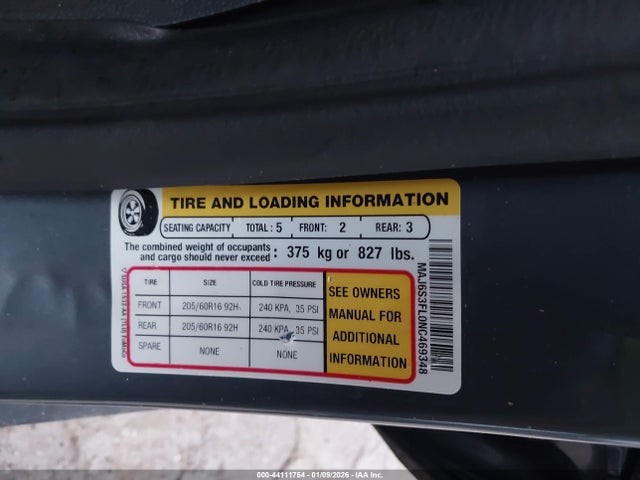 TIRE AND LOADING INFORMATION
SEATING CAPACITY TOTAL : 5 FRONT: 2 REAR: 3
The combined weight of occupants
and cargo should never exceed : 375 kg or 827 lbs.
TIRE SIZE COLD TIRE PRESSURE
FRONT 205/60R16 92H 240 KPA, 35 PSI
REAR 205/60R16 92H 240 KPA, 35 PSI
SPARE NONE NONE
SEE OWNERS
MANUAL FOR
ADDITIONAL
INFORMATION
MAJ6S3FL0NC469348
000-44111754 - 01/09/2026 - IAA Inc.